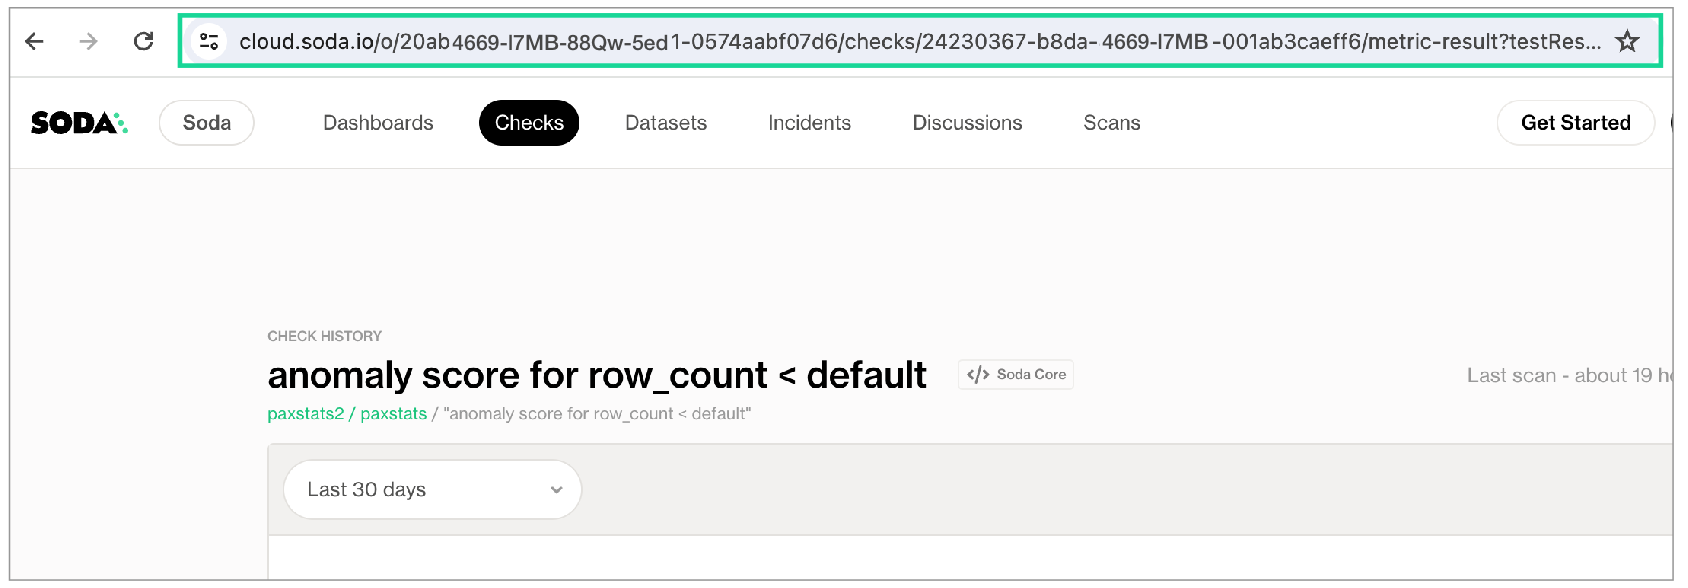 cloud.soda.io/o/20ab4669-I7MB-88Qw-5ed1-0574aabf07d6/checks/24230367-b8da-4669-I7MB-001ab3caeff6/metric-result?testRes...
SODA Soda Dashboards Checks Datasets Incidents Discussions Scans Get Started
CHECK HISTORY
anomaly score for row_count < default </> Soda Core Last scan - about 19
paxstats2 / paxstats / "anomaly score for row_count < default"
Last 30 days